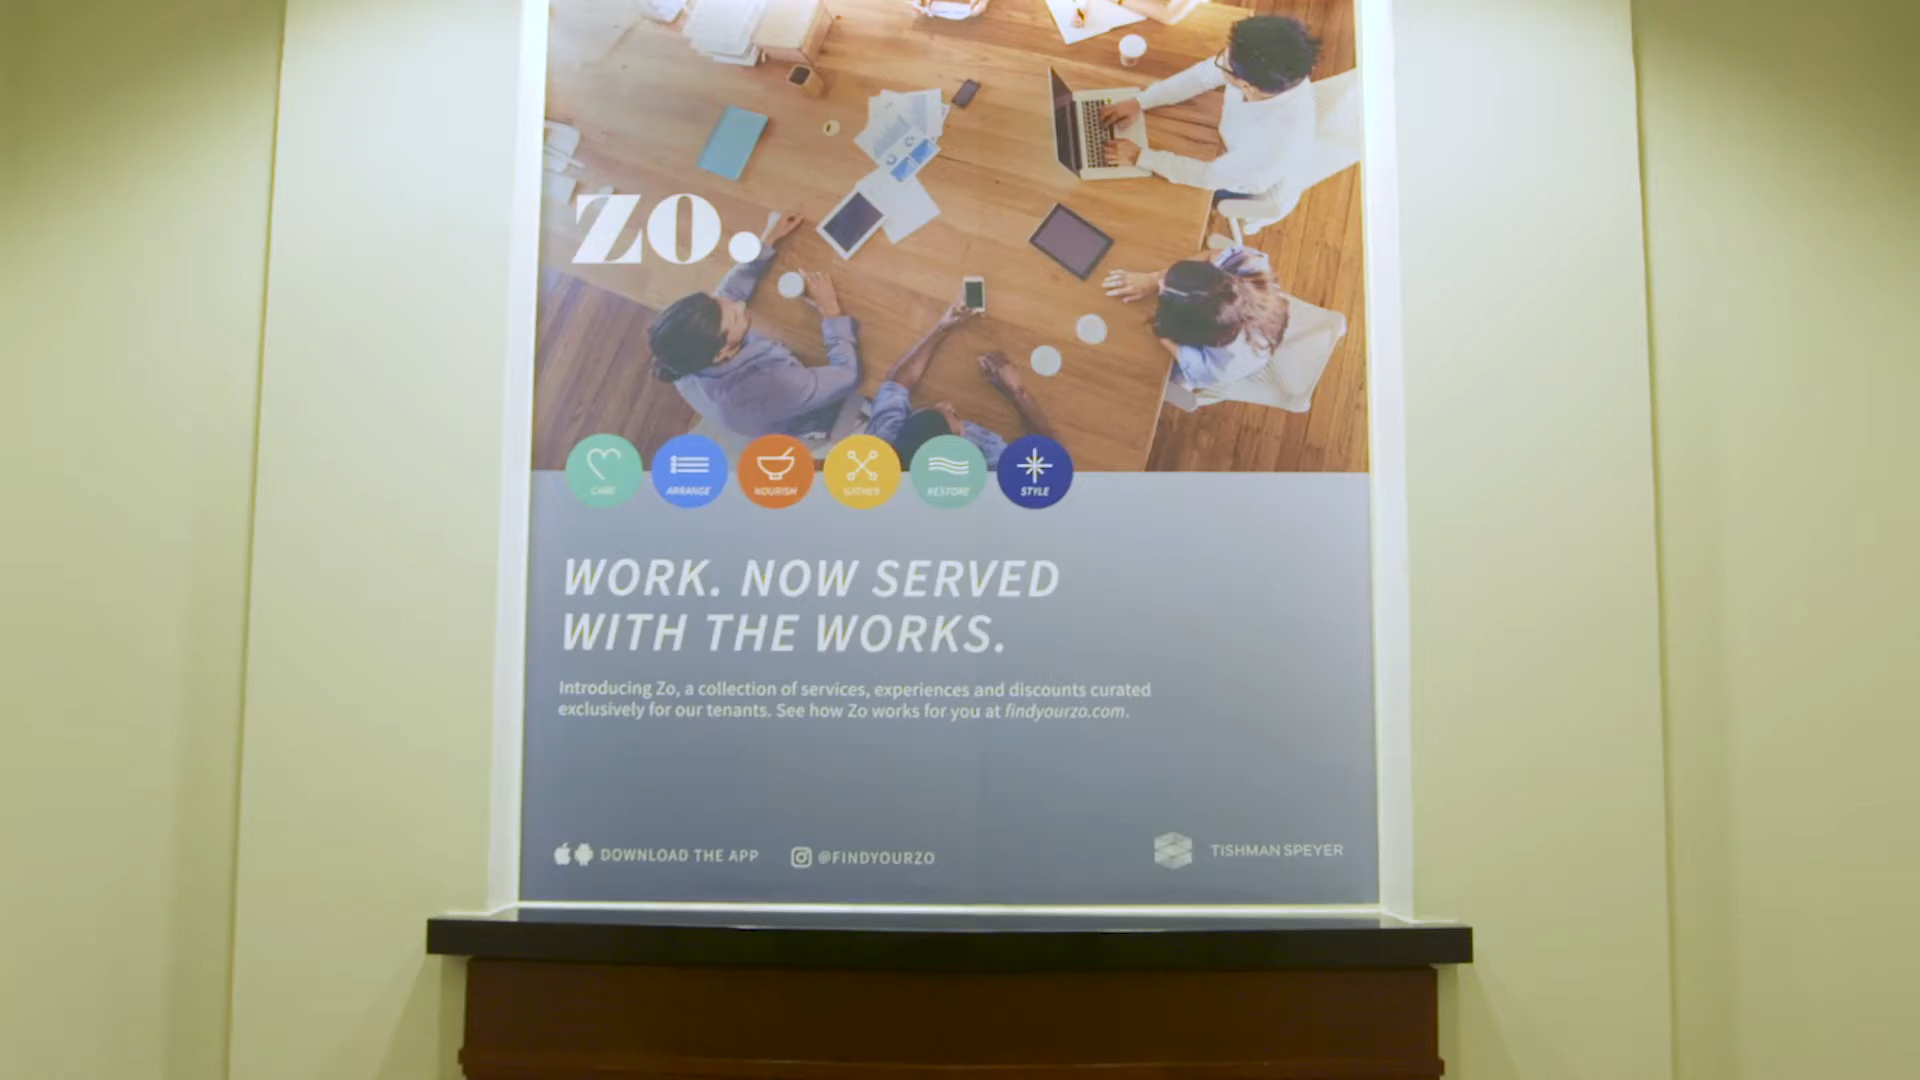 ZO.
CARE
ARRANGE
NOURISH
GATHER
RESTORE
STYLE
WORK. NOW SERVED
WITH THE WORKS.
Introducing Zo, a collection of services, experiences and discounts curated
exclusively for our tenants. See how Zo works for you at findyourzo.com.
DOWNLOAD THE APP
@FINDYOURZO
TISHMAN SPEYER